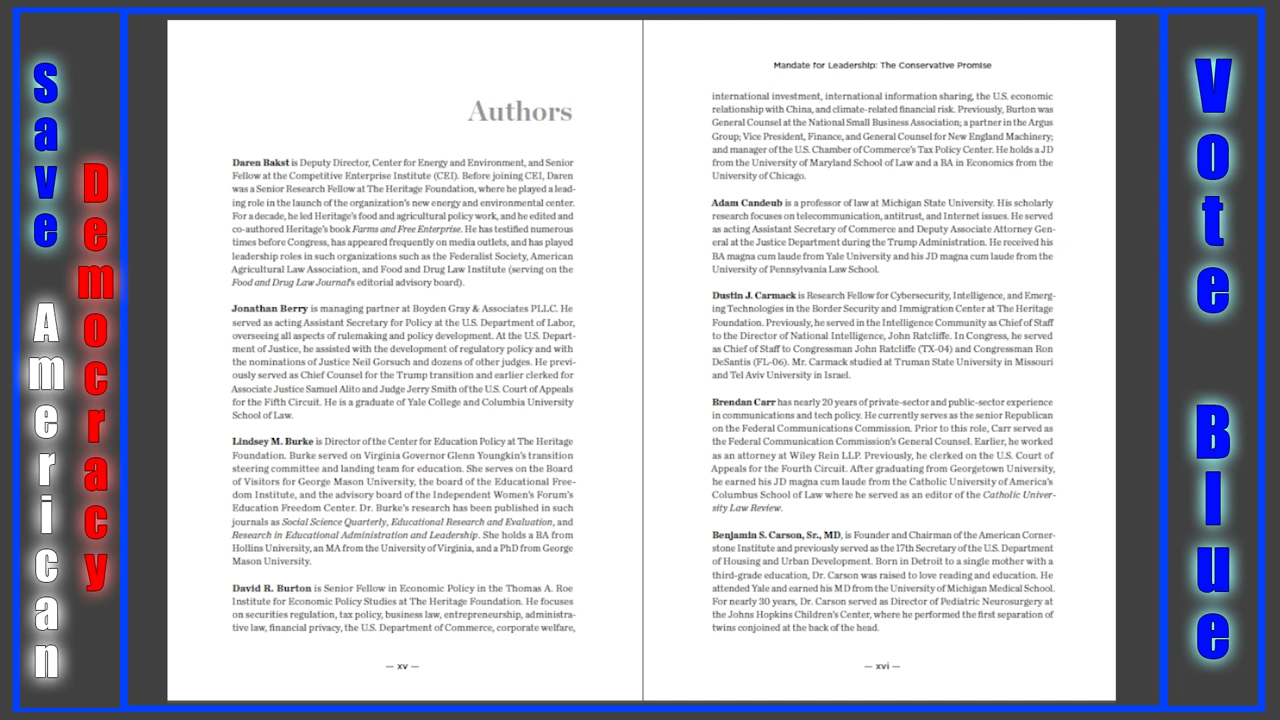 Save American
Democracy
Authors
Daren Bakst is Deputy Director, Center for Energy and Environment, and Senior
Fellow at the Competitive Enterprise Institute (CEI). Before joining CEI, Daren
was a Senior Research Fellow at The Heritage Foundation, where he played a lead-
ing role in the launch of the organization's new energy and environmental center.
For a decade, he led Heritage's food and agricultural policy work, and he edited and
co-authored Heritage's book Farms and Free Enterprise. He has testified numerous
times before Congress, has appeared frequently on media outlets, and has played
leadership roles in such organizations such as the Federalist Society, American
Agricultural Law Association, and Food and Drug Law Institute (serving on the
Food and Drug Law Journal's editorial advisory board).
Jonathan Berry is managing partner at Boyden Gray & Associates PLLC. He
served as acting Assistant Secretary for Policy at the U.S. Department of Labor,
overseeing all aspects of rulemaking and policy development. At the U.S. Depart-
ment of Justice, he assisted with the development of regulatory policy and with
the nominations of Justice Neil Gorsuch and dozens of other judges. He previ-
ously served as Chief Counsel for the Trump transition and earlier clerked for
Associate Justice Samuel Alito and Judge Jerry Smith of the U.S. Court of Appeals
for the Fifth Circuit. He is a graduate of Yale College and Columbia University
School of Law.
Lindsey M. Burke is Director of the Center for Education Policy at The Heritage
Foundation. Burke served on Virginia Governor Glenn Youngkin's transition
steering committee and landing team for education. She serves on the Board
of Visitors for George Mason University, the board of the Educational Free-
dom Institute, and the advisory board of the Independent Women's Forum's
Education Freedom Center. Dr. Burke's research has been published in such
journals as Social Science Quarterly, Educational Research and Evaluation, and
Research in Educational Administration and Leadership. She holds a BA from
Hollins University, an MA from the University of Virginia, and a PhD from George
Mason University.
David R. Burton is Senior Fellow in Economic Policy in the Thomas A. Roe
Institute for Economic Policy Studies at The Heritage Foundation. He focuses
on securities regulation, tax policy, business law, entrepreneurship, administra-
tive law, financial privacy, the U.S. Department of Commerce, corporate welfare,
— xv —
Mandate for Leadership: The Conservative Promise
international investment, international information sharing, the U.S. economic
relationship with China, and climate-related financial risk. Previously, Burton was
General Counsel at the National Small Business Association; a partner in the Argus
Group; Vice President, Finance, and General Counsel for New England Machinery;
and manager of the U.S. Chamber of Commerce's Tax Policy Center. He holds a JD
from the University of Maryland School of Law and a BA in Economics from the
University of Chicago.
Adam Candeub is a professor of law at Michigan State University. His scholarly
research focuses on telecommunication, antitrust, and Internet issues. He served
as acting Assistant Secretary of Commerce and Deputy Associate Attorney Gen-
eral at the Justice Department during the Trump Administration. He received his
BA magna cum laude from Yale University and his JD magna cum laude from the
University of Pennsylvania Law School.
Dustin J. Carmack is Research Fellow for Cybersecurity, Intelligence, and Emerg-
ing Technologies in the Border Security and Immigration Center at The Heritage
Foundation. Previously, he served in the Intelligence Community as Chief of Staff
to the Director of National Intelligence, John Ratcliffe. In Congress, he served
as Chief of Staff to Congressman John Ratcliffe (TX-04) and Congressman Ron
DeSantis (FL-06). Mr. Carmack studied at Truman State University in Missouri
and Tel Aviv University in Israel.
Brendan Carr has nearly 20 years of private-sector and public-sector experience
in communications and tech policy. He currently serves as the senior Republican
on the Federal Communications Commission. Prior to this role, Carr served as
the Federal Communication Commission's General Counsel. Earlier, he worked
as an attorney at Wiley Rein LLP. Previously, he clerked on the U.S. Court of
Appeals for the Fourth Circuit. After graduating from Georgetown University,
he earned his JD magna cum laude from the Catholic University of America's
Columbus School of Law where he served as an editor of the Catholic Univer-
sity Law Review.
Benjamin S. Carson, Sr., MD, is Founder and Chairman of the American Corner-
stone Institute and previously served as the 17th Secretary of the U.S. Department
of Housing and Urban Development. Born in Detroit to a single mother with a
third-grade education, Dr. Carson was raised to love reading and education. He
attended Yale and earned his MD from the University of Michigan Medical School.
For nearly 30 years, Dr. Carson served as Director of Pediatric Neurosurgery at
the Johns Hopkins Children's Center, where he performed the first separation of
twins conjoined at the back of the head.
— xvi —
Vote Blue